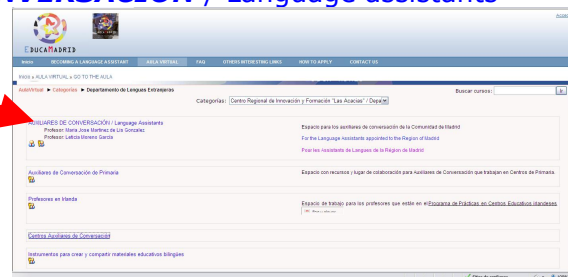 VERSACIÓN / Language assistants
EDUCAMADRID
Inicio BECOMING A LANGUAGE ASSISTANT AULA VIRTUAL FAQ OTHERS INTERESTING LINKS HOW TO APPLY CONTACT US
Inicio » AULA VIRTUAL » GO TO THE AULA
AulaVirtual ► Categorías ► Departamento de Lenguas Extranjeras
Buscar cursos:
Categorías: Centro Regional de Innovación y Formación "Las Acacias" / Depa
AUXILIARES DE CONVERSACIÓN / Language Assistants
Profesor: Maria Jose Martinez de Lis Gonzalez
Profesor: Leticia Moreno García
Espacio para los auxiliares de conversación de la Comunidad de Madrid
For the Language Assistants appointed to the Region of Madrid
Pour les Assistants de Langues de la Région de Madrid
Auxiliares de Conversación de Primaria
Espacio con recursos y lugar de colaboración para Auxiliares de Conversación que trabajan en Centros de Primaria.
Profesores en Irlanda
Espacio de trabajo para los profesores que están en el Programa de Prácticas en Centros Educativos irlandeses
Centros Auxiliares de Conversación
Instrumentos para crear y compartir materiales educativos bilingües